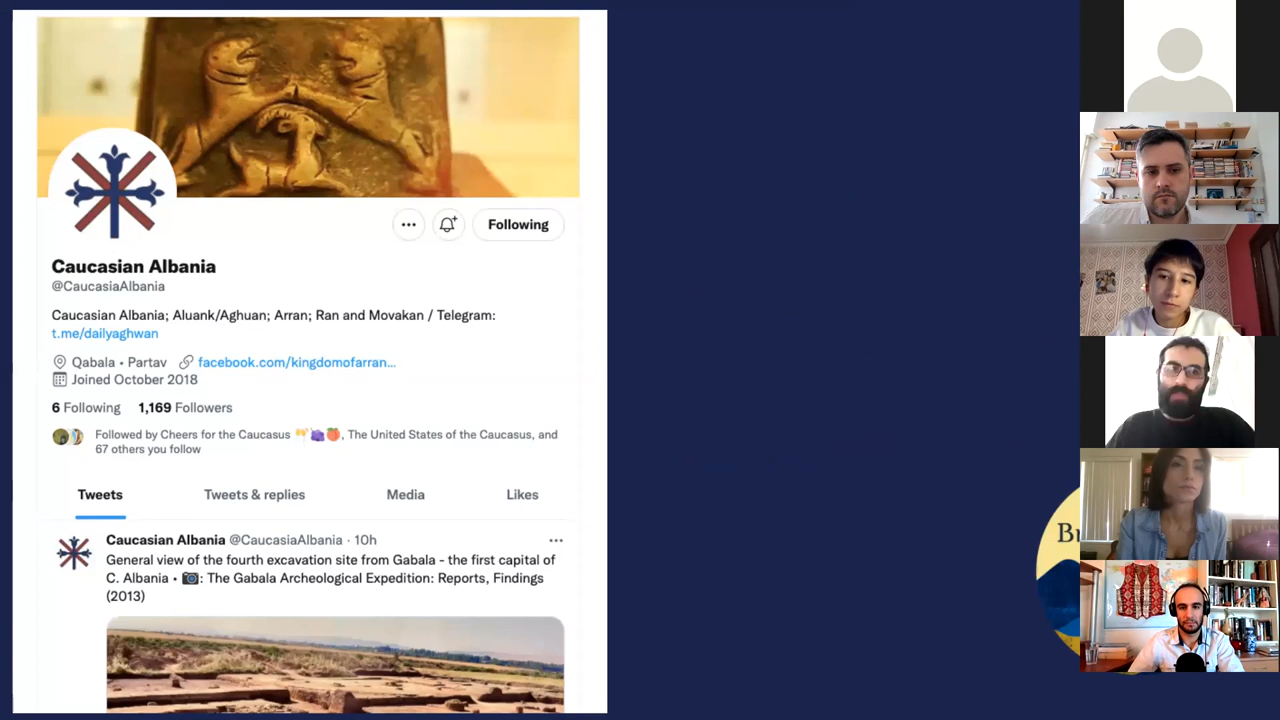 Following
Caucasian Albania
@CaucasiaAlbania
Caucasian Albania; Aluank/Aghuan; Arran; Ran and Movakan / Telegram:
t.me/dailyaghwan
Qabala • Partav facebook.com/kingdomofarran...
Joined October 2018
6 Following 1,169 Followers
Followed by Cheers for the Caucasus 🥂🍇🍑, The United States of the Caucasus, and
67 others you follow
Tweets Tweets & replies Media Likes
Caucasian Albania @CaucasiaAlbania · 10h
General view of the fourth excavation site from Gabala - the first capital of
C. Albania • 📷: The Gabala Archeological Expedition: Reports, Findings
(2013)